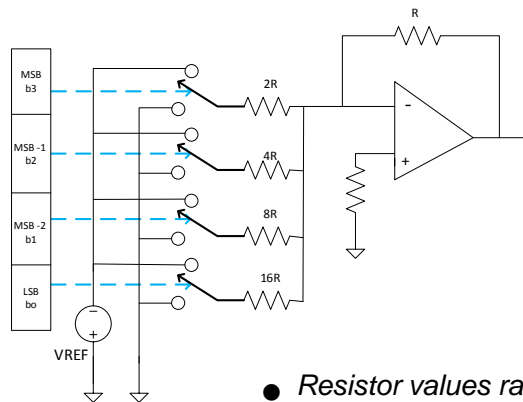 R
MSB
b3
2R
-
MSB -1
b2
4R
+
MSB -2
b1
8R
LSB
bo
16R
-
+
VREF
● Resistor values ra